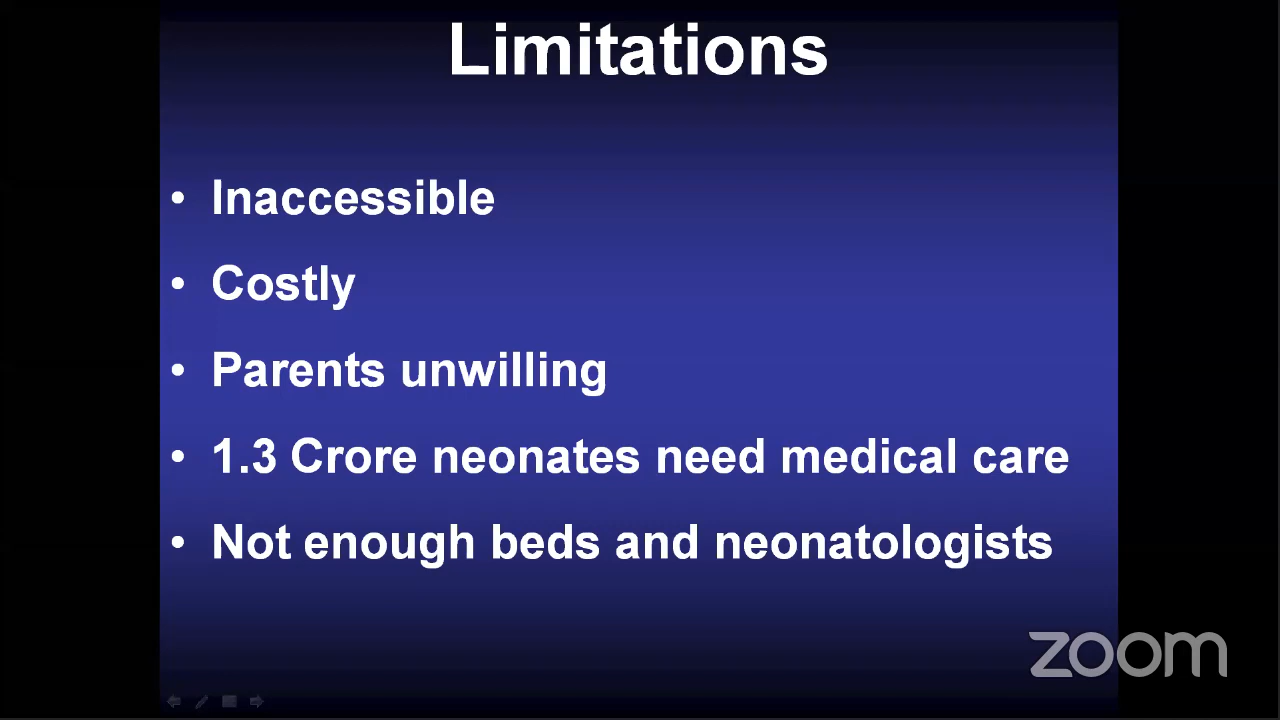 Limitations
• Inaccessible
• Costly
• Parents unwilling
• 1.3 Crore neonates need medical care
• Not enough beds and neonatologists
zoom